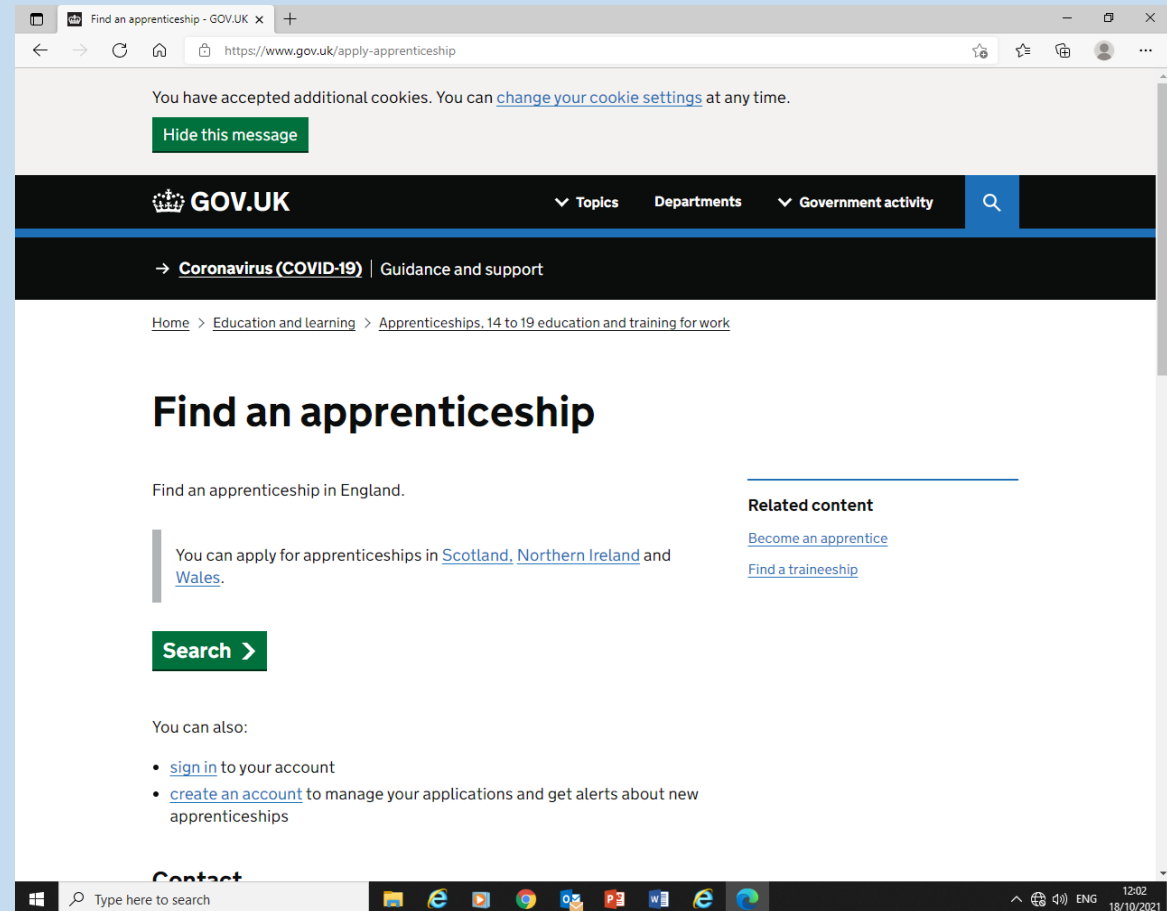 Find an apprenticeship - GOV.UK
https://www.gov.uk/apply-apprenticeship
You have accepted additional cookies. You can change your cookie settings at any time.
Hide this message
GOV.UK
Topics Departments Government activity
Coronavirus (COVID-19) Guidance and support
Home > Education and learning > Apprenticeships, 14 to 19 education and training for work
Find an apprenticeship
Find an apprenticeship in England.
You can apply for apprenticeships in Scotland, Northern Ireland and
Wales.
Related content
Become an apprentice
Find a traineeship
Search
You can also:
• sign in to your account
• create an account to manage your applications and get alerts about new
apprenticeships
Contact
Type here to search
ENG
12:02
18/10/2021